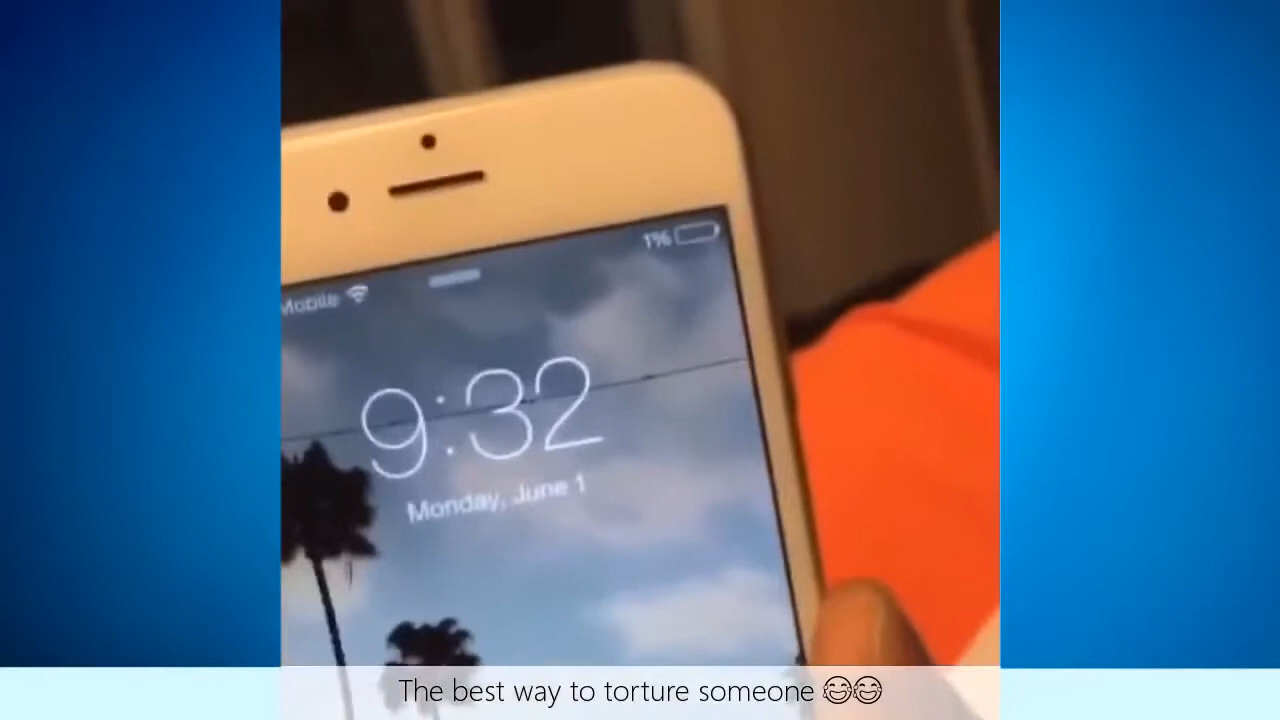 1%
Mobile
9:32
Monday, June 1
The best way to torture someone 😂😂